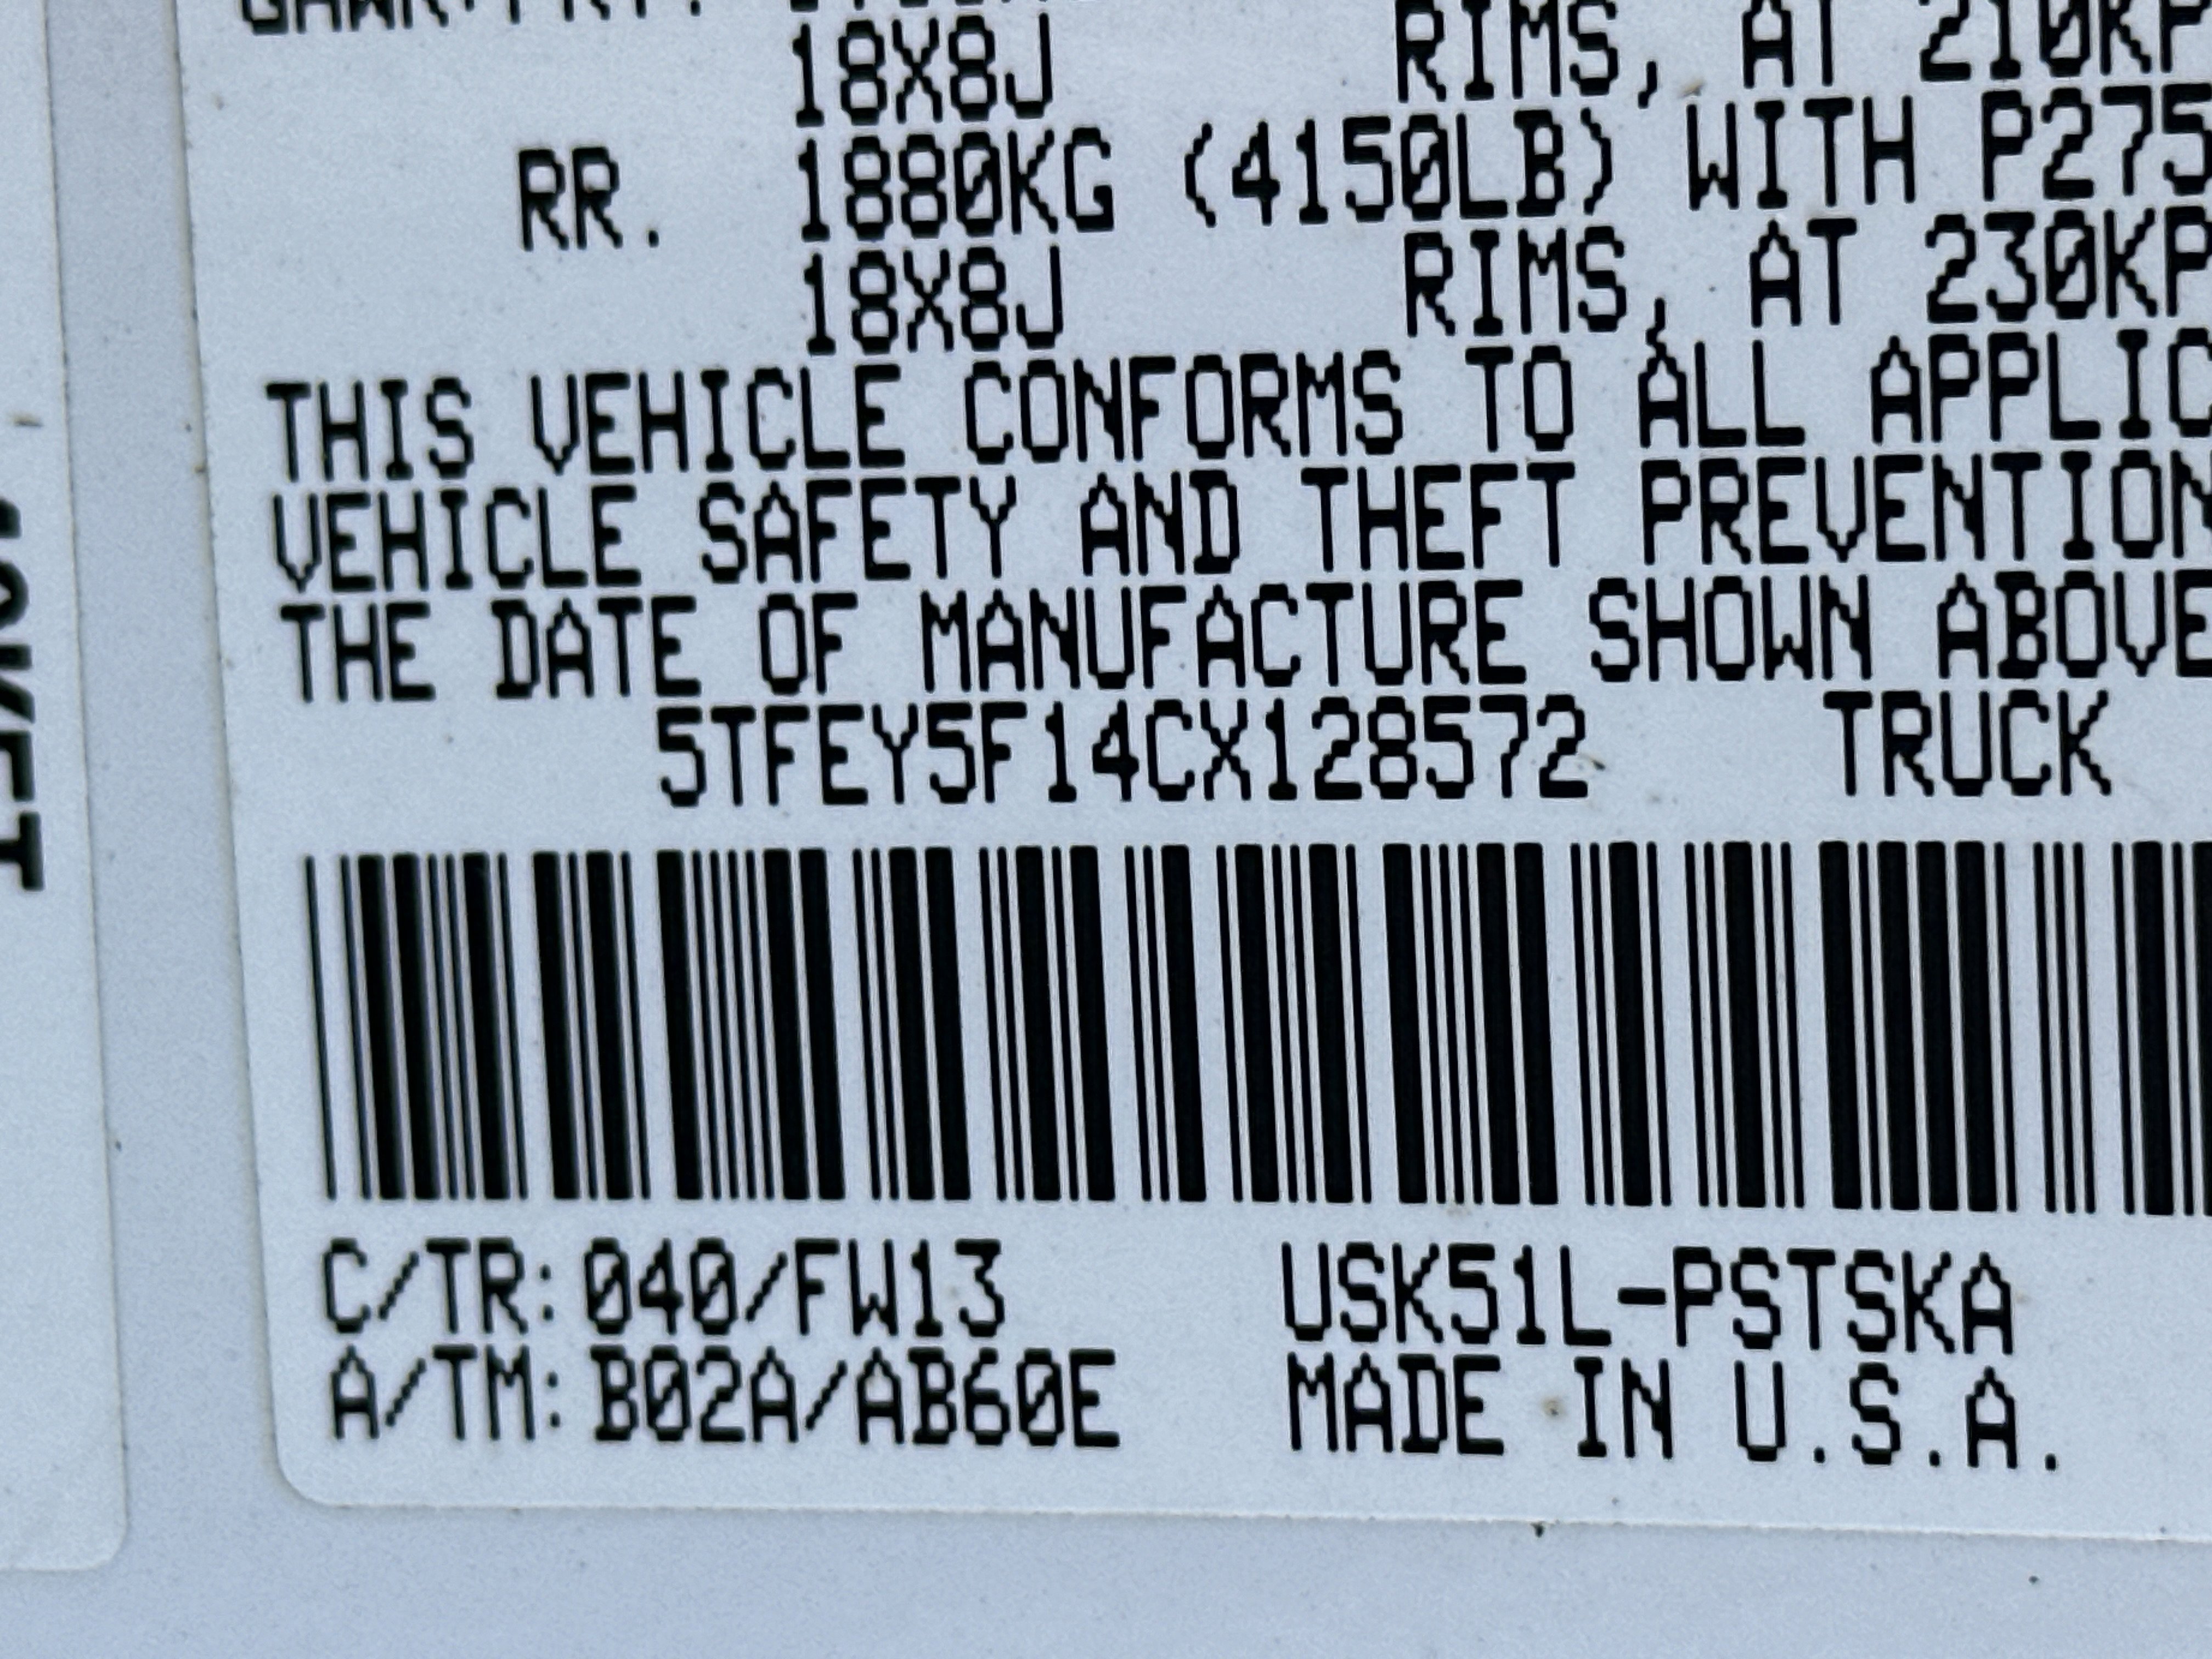 18X8J RIMS, AT 210KP
RR. 1880KG (4150LB) WITH P275
18X8J RIMS, AT 230KP
THIS VEHICLE CONFORMS TO ALL APPLIC
VEHICLE SAFETY AND THEFT PREVENTION
THE DATE OF MANUFACTURE SHOWN ABOVE
5TFEY5F14CX128572 TRUCK
C/TR: 040/FW13 USK51L-PSTSKA
A/TM: B02A/AB60E MADE IN U.S.A.